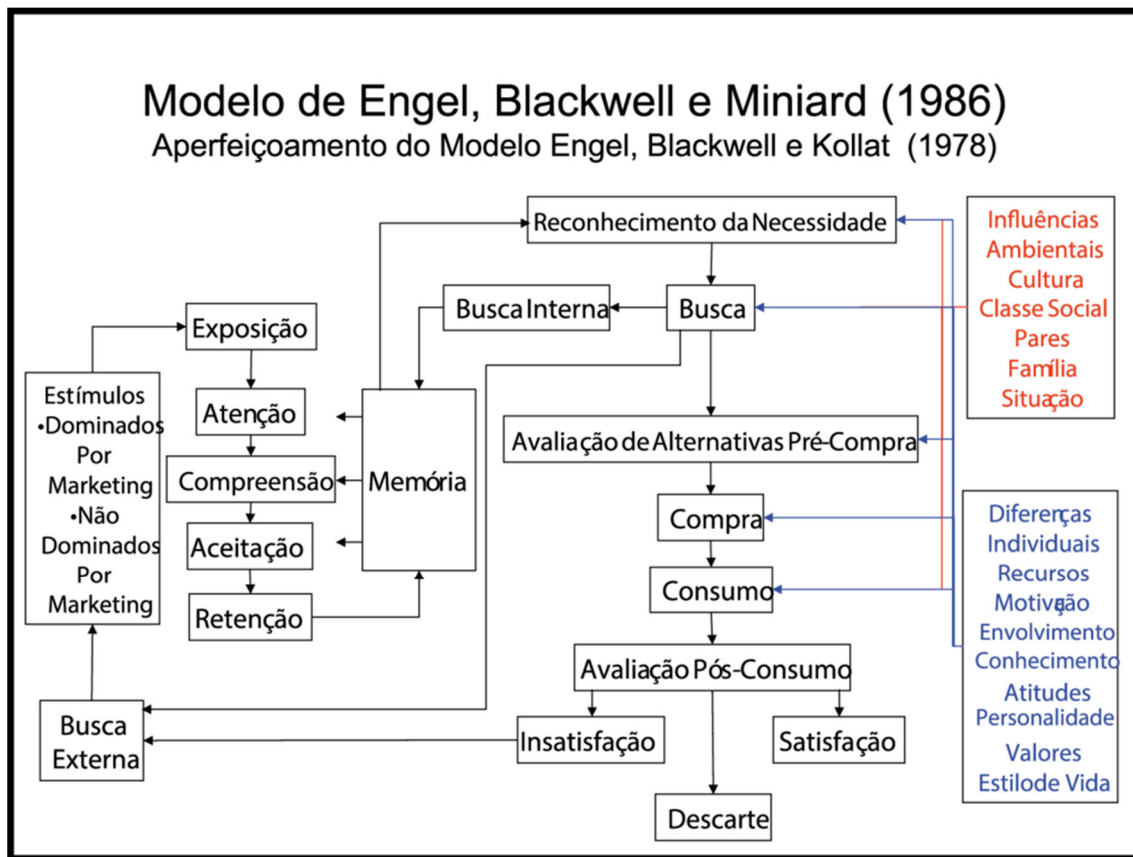 Modelo de Engel, Blackwell e Miniard (1986)
Aperfeiçoamento do Modelo Engel, Blackwell e Kollat (1978)
Reconhecimento da Necessidade
Busca Interna
Busca
Exposição
Estímulos
•Dominados
Por
Marketing
•Não
Dominados
Por
Marketing
Atenção
Compreensão
Aceitação
Retenção
Memória
Avaliação de Alternativas Pré-Compra
Compra
Consumo
Avaliação Pós-Consumo
Busca
Externa
Insatisfação
Satisfação
Descarte
Influências
Ambientais
Cultura
Classe Social
Pares
Família
Situação
Diferenças
Individuais
Recursos
Motivação
Envolvimento
Conhecimento
Atitudes
Personalidade
Valores
Estilode Vida